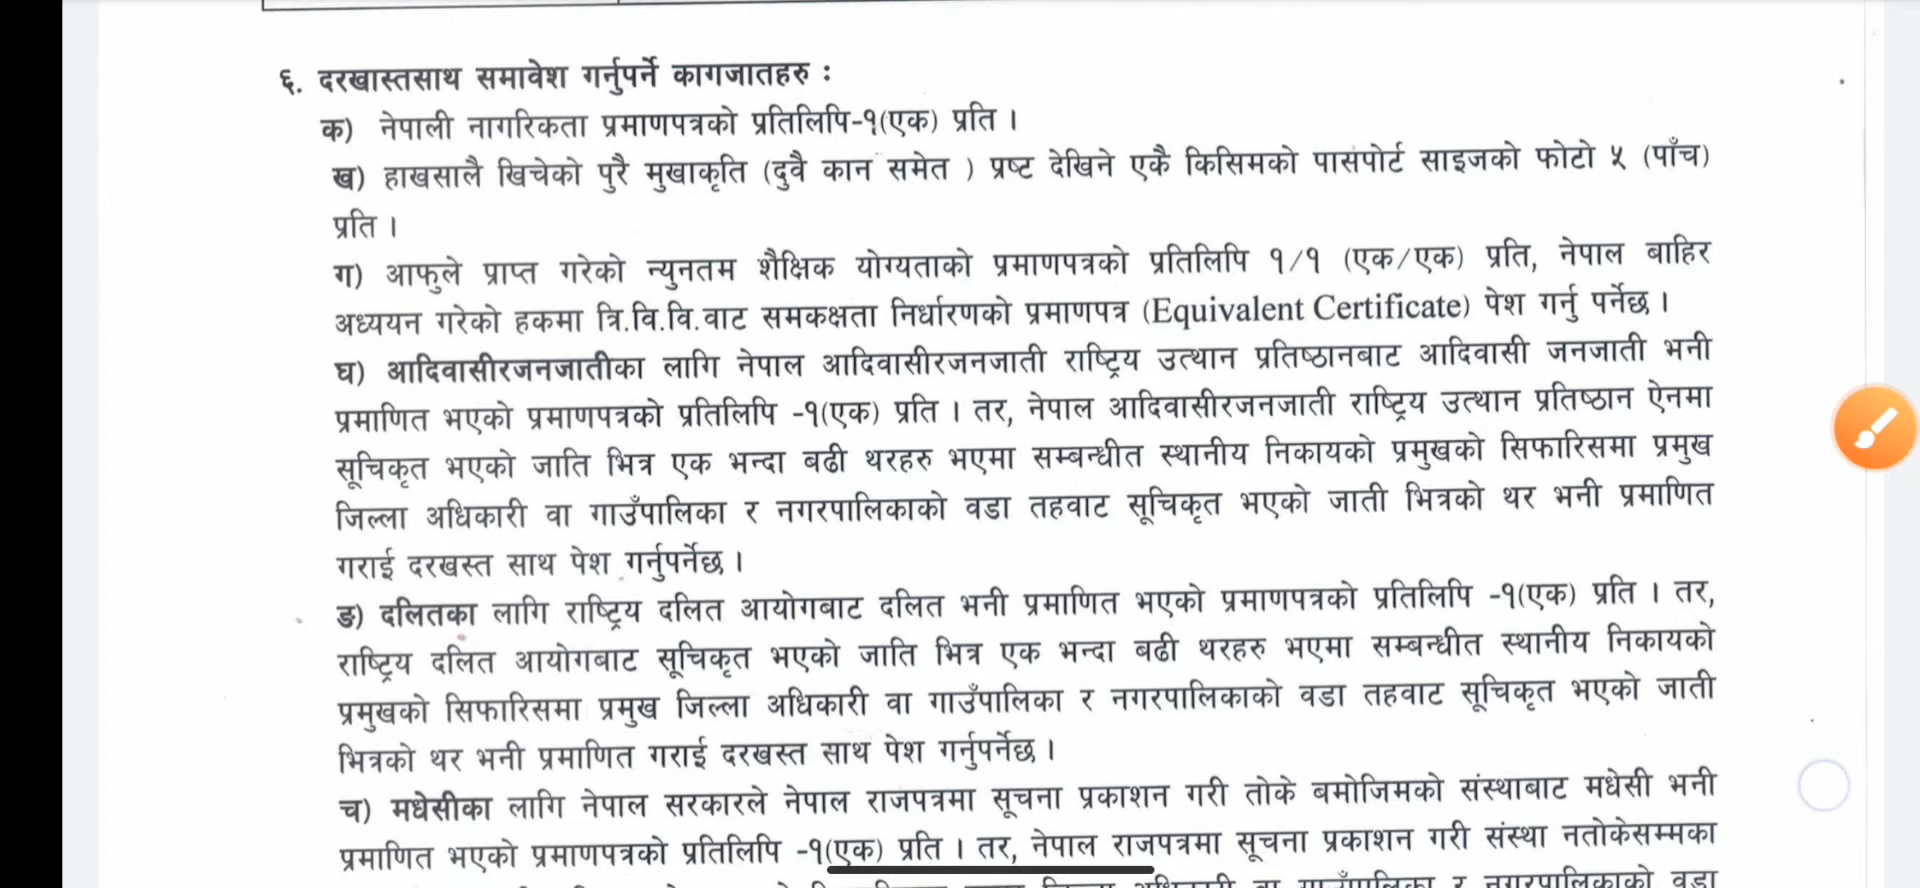 ६. दरखास्तसाथ समावेश गर्नुपर्ने कागजातहरु :
क) नेपाली नागरिकता प्रमाणपत्रको प्रतिलिपि-१(एक) प्रति ।
ख) हाखसालै खिचेको पुरै मुखाकृति (दुवै कान समेत ) प्रष्ट देखिने एकै किसिमको पासपोर्ट साइजको फोटो ५ (पाँच)
प्रति ।
ग) आफुले प्राप्त गरेको न्युनतम शैक्षिक योग्यताको प्रमाणपत्रको प्रतिलिपि १/१ (एक/एक) प्रति, नेपाल बाहिर
अध्ययन गरेको हकमा त्रि.वि.वि.वाट समकक्षता निर्धारणको प्रमाणपत्र (Equivalent Certificate) पेश गर्नु पर्नेछ ।
घ) आदिवासीरजनजातीका लागि नेपाल आदिवासीरजनजाती राष्ट्रिय उत्थान प्रतिष्ठानबाट आदिवासी जनजाती भनी
प्रमाणित भएको प्रमाणपत्रको प्रतिलिपि -१(एक) प्रति । तर, नेपाल आदिवासीरजनजाती राष्ट्रिय उत्थान प्रतिष्ठान ऐनमा
सूचिकृत भएको जाति भित्र एक भन्दा बढी थरहरु भएमा सम्बन्धीत स्थानीय निकायको प्रमुखको सिफारिसमा प्रमुख
जिल्ला अधिकारी वा गाउँपालिका र नगरपालिकाको वडा तहवाट सूचिकृत भएको जाती भित्रको थर भनी प्रमाणित
गराई दरखस्त साथ पेश गर्नुपर्नेछ ।
ङ) दलितका लागि राष्ट्रिय दलित आयोगबाट दलित भनी प्रमाणित भएको प्रमाणपत्रको प्रतिलिपि -१(एक) प्रति । तर,
राष्ट्रिय दलित आयोगबाट सूचिकृत भएको जाति भित्र एक भन्दा बढी थरहरु भएमा सम्बन्धीत स्थानीय निकायको
प्रमुखको सिफारिसमा प्रमुख जिल्ला अधिकारी वा गाउँपालिका र नगरपालिकाको वडा तहवाट सूचिकृत भएको जाती
भित्रको थर भनी प्रमाणित गराई दरखस्त साथ पेश गर्नुपर्नेछ ।
च) मधेसीका लागि नेपाल सरकारले नेपाल राजपत्रमा सूचना प्रकाशन गरी तोके बमोजिमको संस्थाबाट मधेसी भनी
प्रमाणित भएको प्रमाणपत्रको प्रतिलिपि -१(एक) प्रति । तर, नेपाल राजपत्रमा सूचना प्रकाशन गरी संस्था नतोकेसम्मका
वा गाउँपालिका र नगरपालिकाको वडा